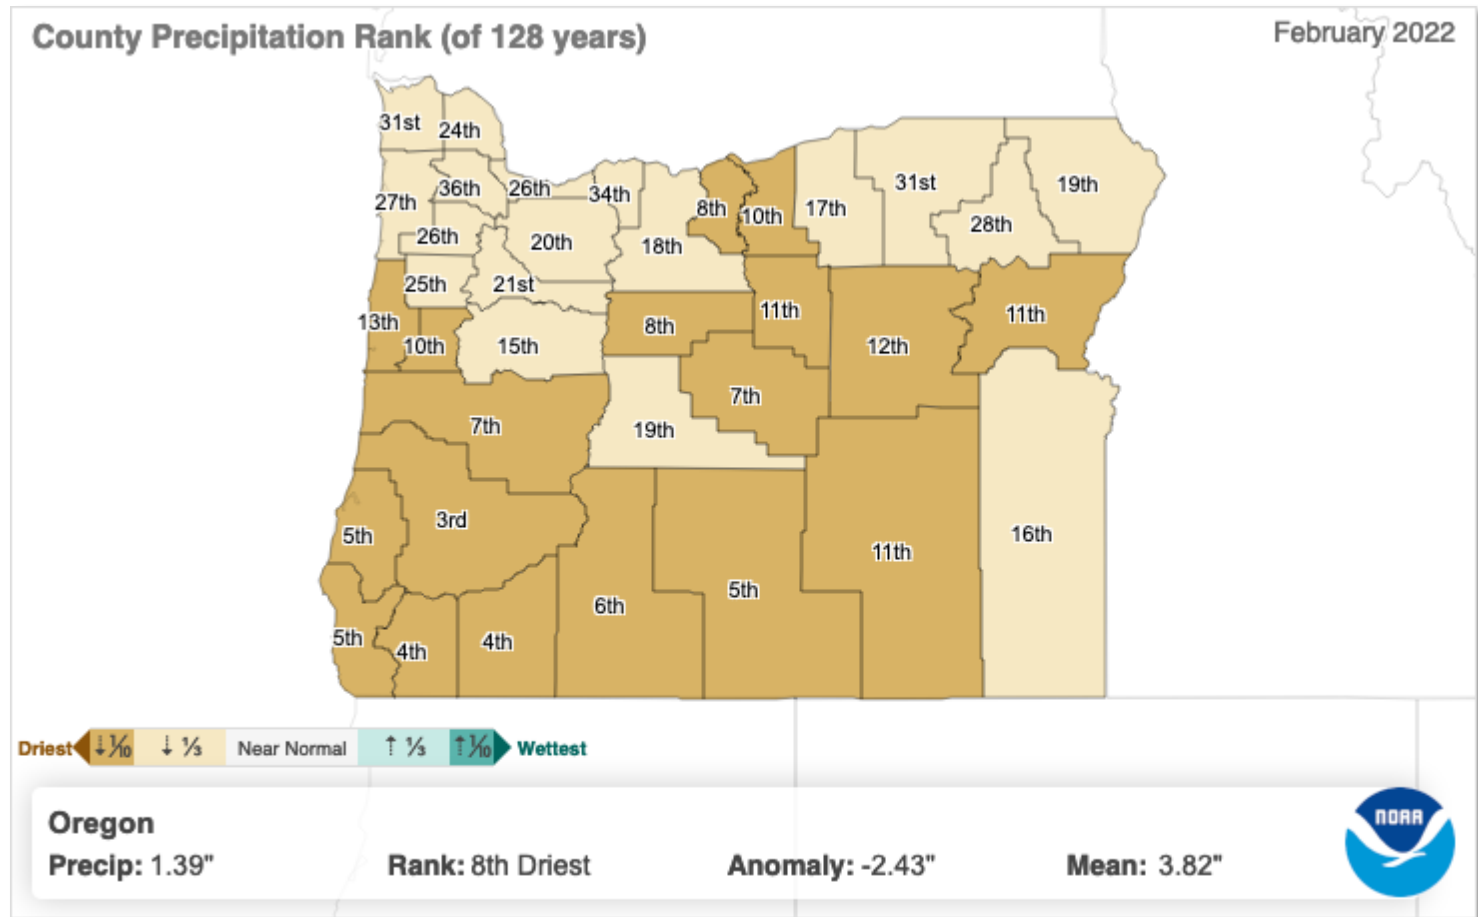 County Precipitation Rank (of 128 years)
February 2022
31st
24th
27th
36th
26th
34th
8th
10th
17th
31st
28th
19th
26th
20th
18th
25th
21st
13th
10th
15th
8th
11th
12th
11th
7th
19th
7th
5th
3rd
6th
5th
11th
16th
5th
4th
4th
Driest ↓ ⅒ ↓ ⅓ Near Normal ↑ ⅓ ↑ ⅒ Wettest
Oregon
Precip: 1.39" Rank: 8th Driest Anomaly: -2.43" Mean: 3.82"
NOAA